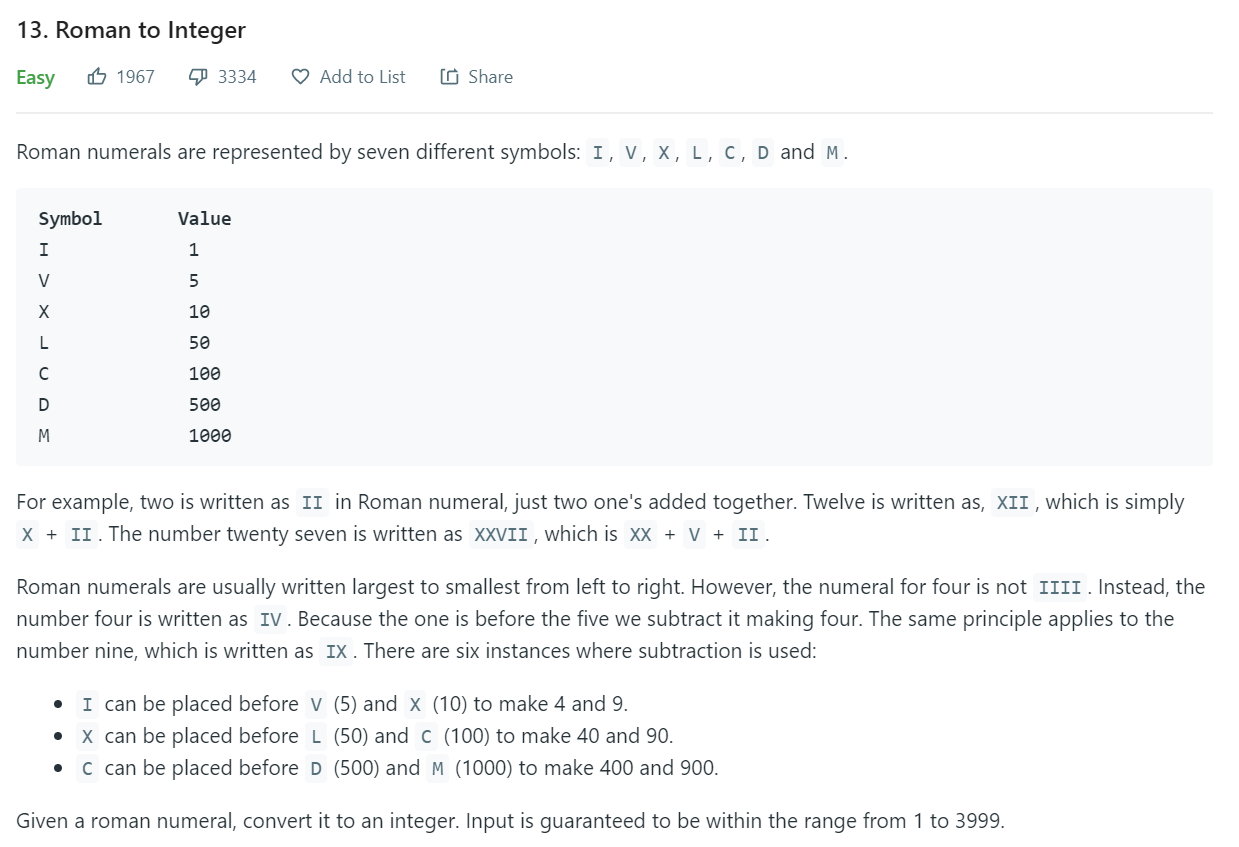 13. Roman to Integer
Easy 1967 3334 Add to List Share
Roman numerals are represented by seven different symbols: I, V, X, L, C, D and M.
Symbol Value
I 1
V 5
X 10
L 50
C 100
D 500
M 1000
For example, two is written as II in Roman numeral, just two one's added together. Twelve is written as, XII, which is simply
X + II. The number twenty seven is written as XXVII, which is XX + V + II.
Roman numerals are usually written largest to smallest from left to right. However, the numeral for four is not IIII. Instead, the
number four is written as IV. Because the one is before the five we subtract it making four. The same principle applies to the
number nine, which is written as IX. There are six instances where subtraction is used:
• I can be placed before V (5) and X (10) to make 4 and 9.
• X can be placed before L (50) and C (100) to make 40 and 90.
• C can be placed before D (500) and M (1000) to make 400 and 900.
Given a roman numeral, convert it to an integer. Input is guaranteed to be within the range from 1 to 3999.